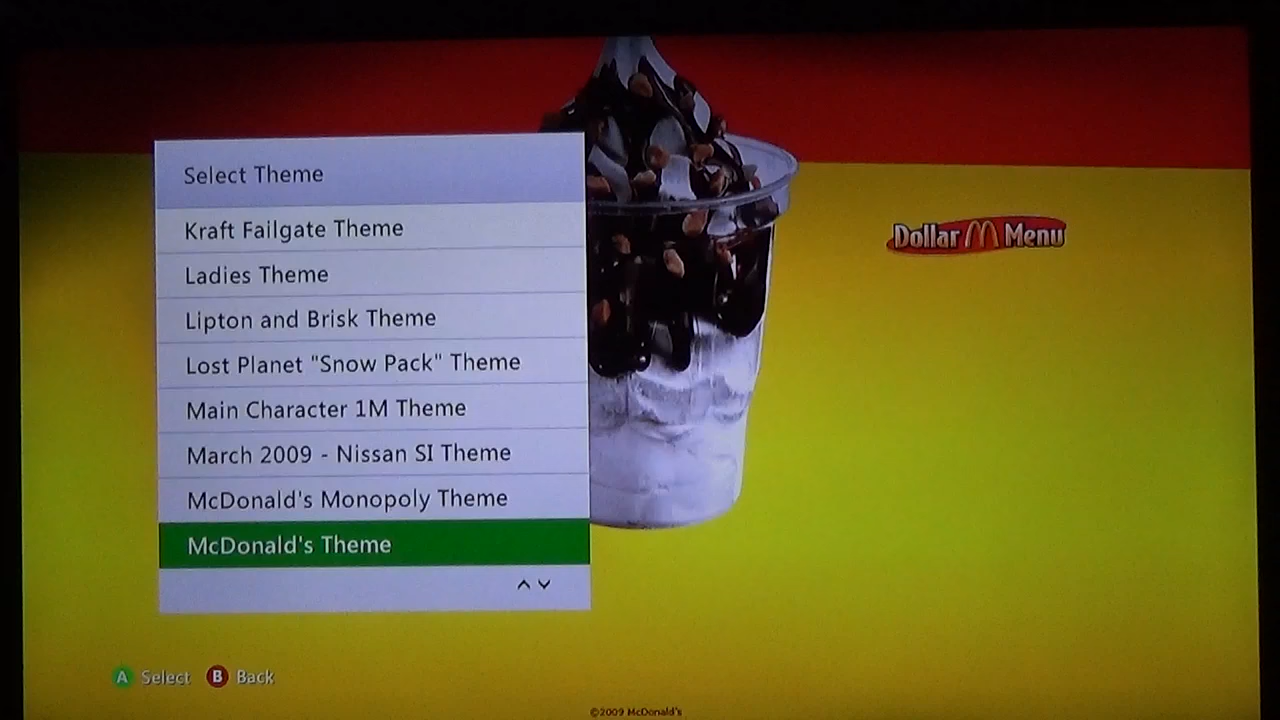 Select Theme
Kraft Failgate Theme
Ladies Theme
Lipton and Brisk Theme
Lost Planet "Snow Pack" Theme
Main Character 1M Theme
March 2009 - Nissan SI Theme
McDonald's Monopoly Theme
McDonald's Theme
Dollar M Menu
A Select B Back
©2009 McDonald's